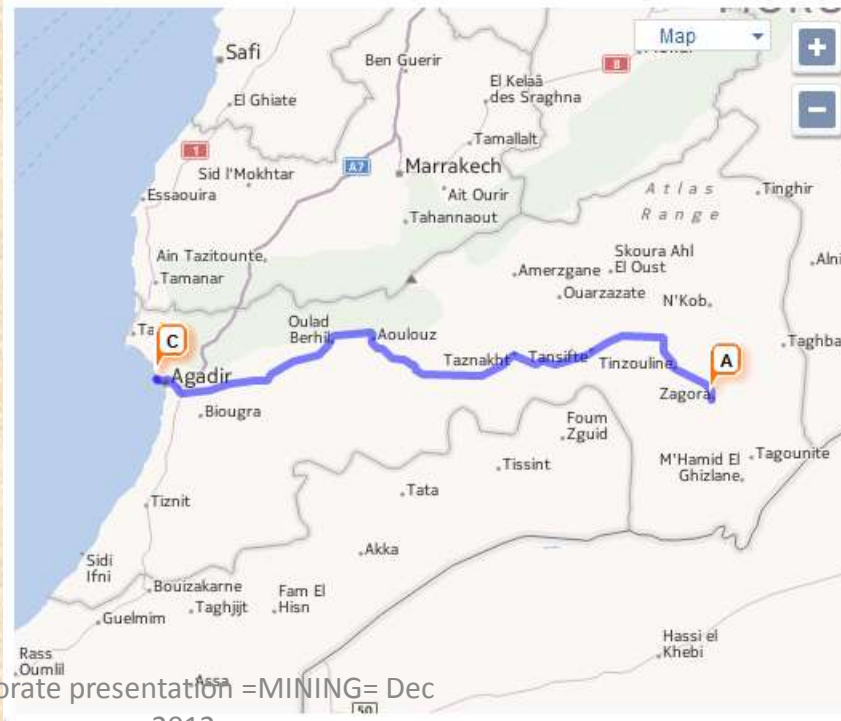 Map
Safi
Ben Guerir
8
El Kelaâ
des Sraghna
El Ghiate
Tamallalt
1
Sid l'Mokhtar
A7
Marrakech
Atlas
Range
Tinghir
Essaouira
Ait Ourir
Tahannaout
Ain Tazitounte
Tamanar
Skoura Ahl
El Oust
Amerzgane
Ouarzazate
N'Kob
Oulad
Berhil
C
Aoulouz
Taznakht
Tansifte
Tinzouline
A
Agadir
Zagora
Biougra
Foum
Zguid
M'Hamid El
Ghizlane
Tagounite
Tissint
Tata
Tiznit
Akka
Sidi
Ifni
Bouizakarne
Taghjijt
Fam El
Hisn
Guelmim
Hassi el
Khebi
Rass
Oumlil
Assa
orate presentation =MINING= Dec
50
2012